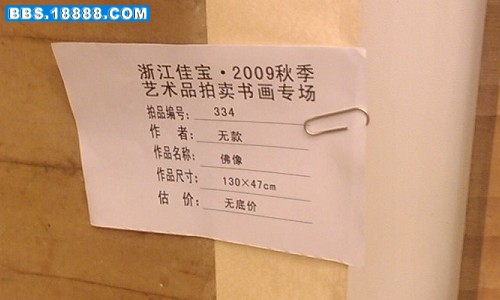 BBS.18888.COM
浙江佳宝·2009秋季
艺术品拍卖书画专场
拍品编号: 334
作 者: 无款
作品名称: 佛像
作品尺寸: 130×47cm
估 价: 无底价